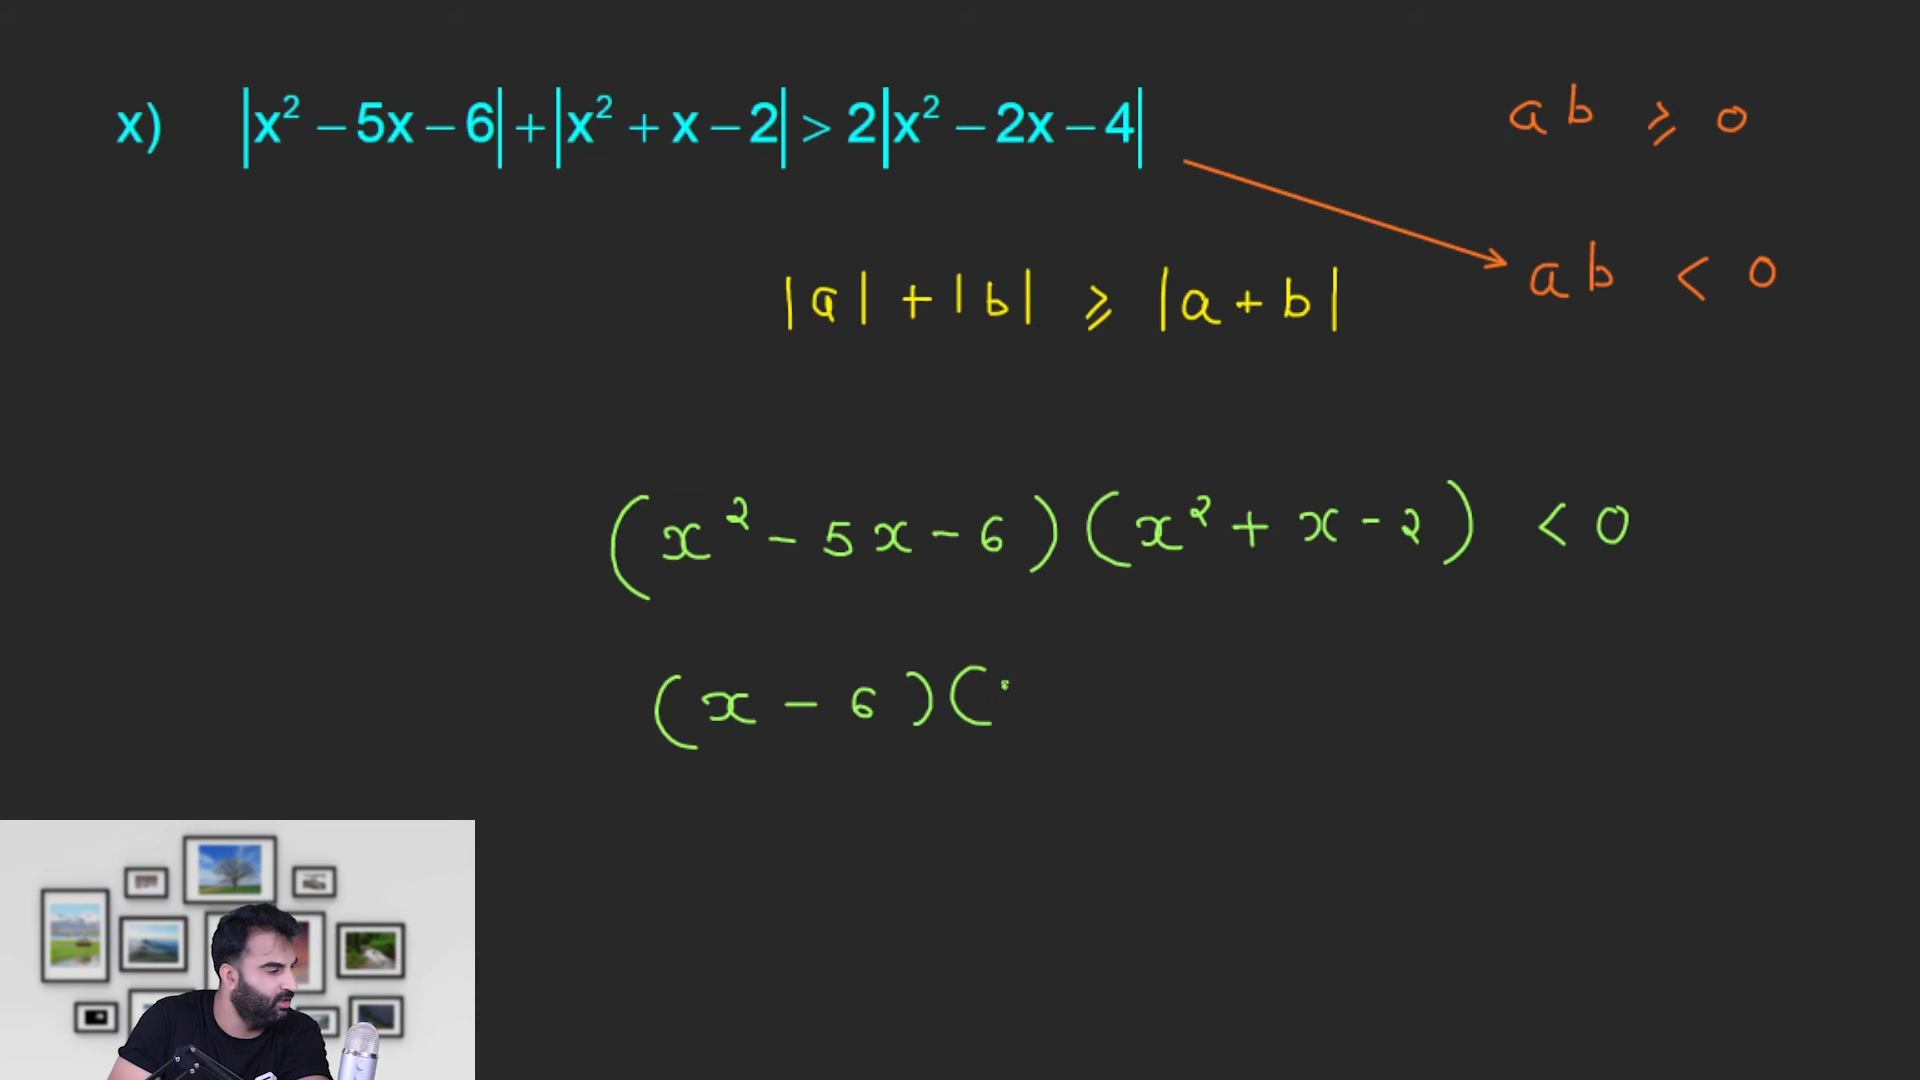 x) |x² − 5x − 6| + |x² + x − 2| > 2|x² − 2x − 4|
ab ⩾ 0
ab < 0
|a| + |b| ⩾ |a + b|
(x² − 5x − 6)(x² + x − 2) < 0
(x − 6)(